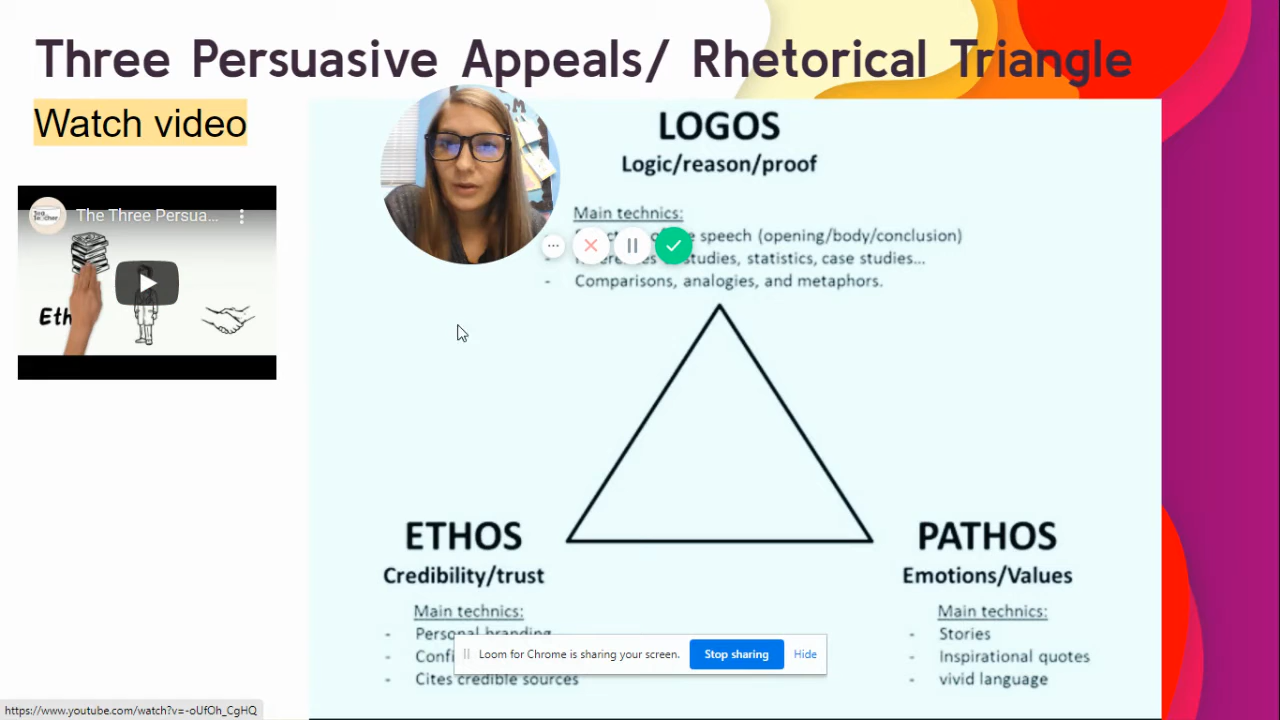 Three Persuasive Appeals/ Rhetorical Triangle
Watch video
The Three Persua...
Eth
LOGOS
Logic/reason/proof
Main technics:
speech (opening/body/conclusion)
studies, statistics, case studies...
- Comparisons, analogies, and metaphors.
ETHOS
Credibility/trust
Main technics:
- Personal branding
-
- Cites credible sources
PATHOS
Emotions/Values
Main technics:
- Stories
- Inspirational quotes
- vivid language
Loom for Chrome is sharing your screen.
Stop sharing
Hide
https://www.youtube.com/watch?v=-oUfOh_CgHQ